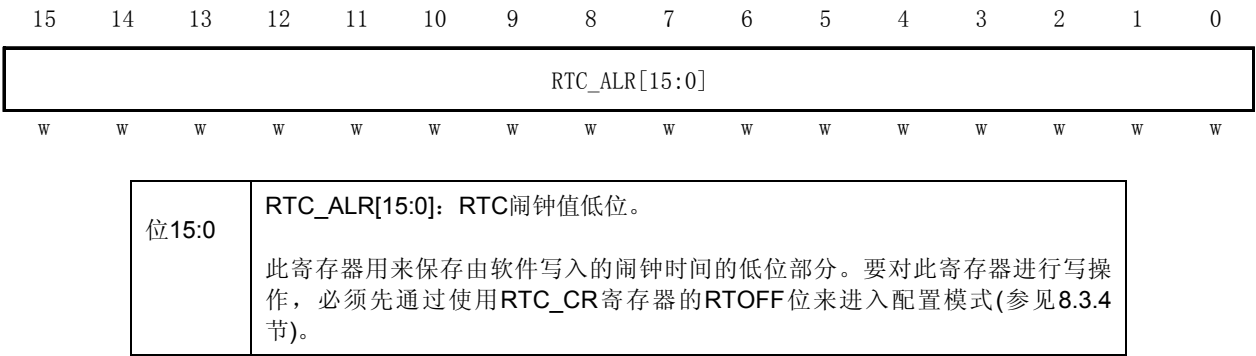 15 14 13 12 11 10 9 8 7 6 5 4 3 2 1 0
RTC_ALR[15:0]
w w w w w w w w w w w w w w w w
位15:0
RTC_ALR[15:0]：RTC闹钟值低位。
此寄存器用来保存由软件写入的闹钟时间的低位部分。要对此寄存器进行写操
作，必须先通过使用RTC_CR寄存器的RTOFF位来进入配置模式(参见8.3.4
节)。